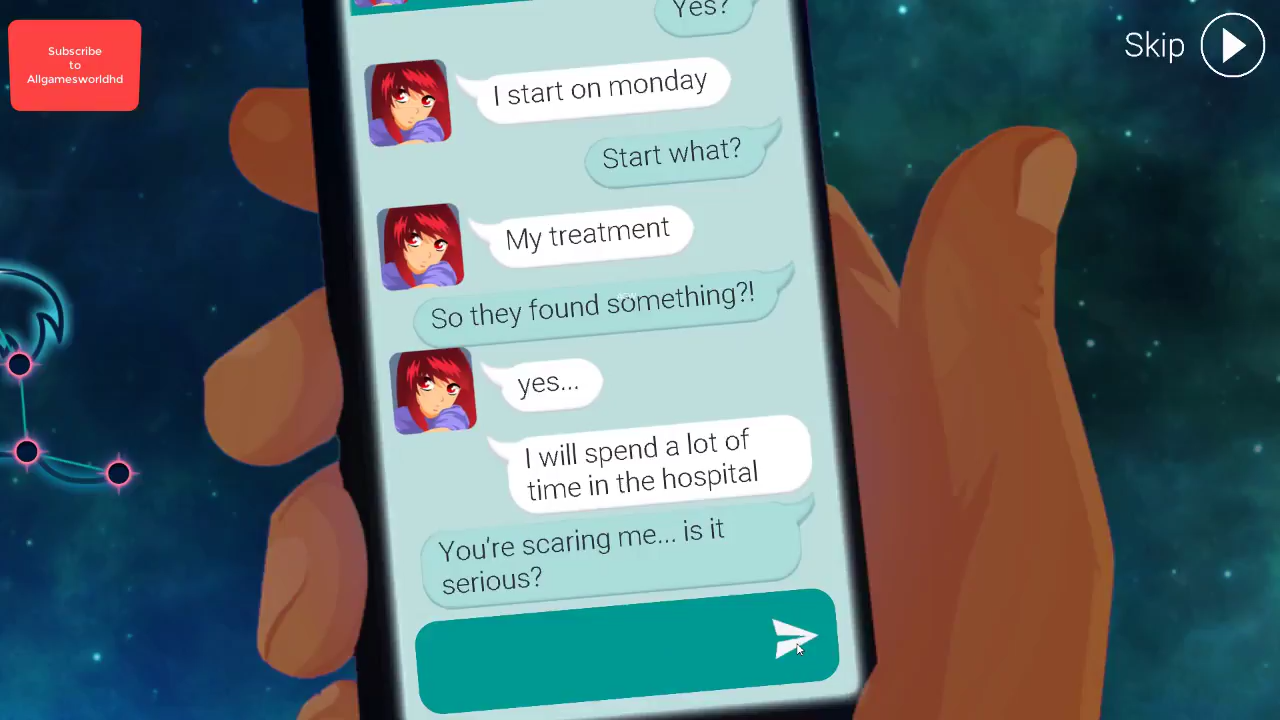 Subscribe
to
Allgamesworldhd
Skip
Yes?
I start on monday
Start what?
My treatment
So they found something?!
yes...
I will spend a lot of
time in the hospital
You're scaring me... is it
serious?